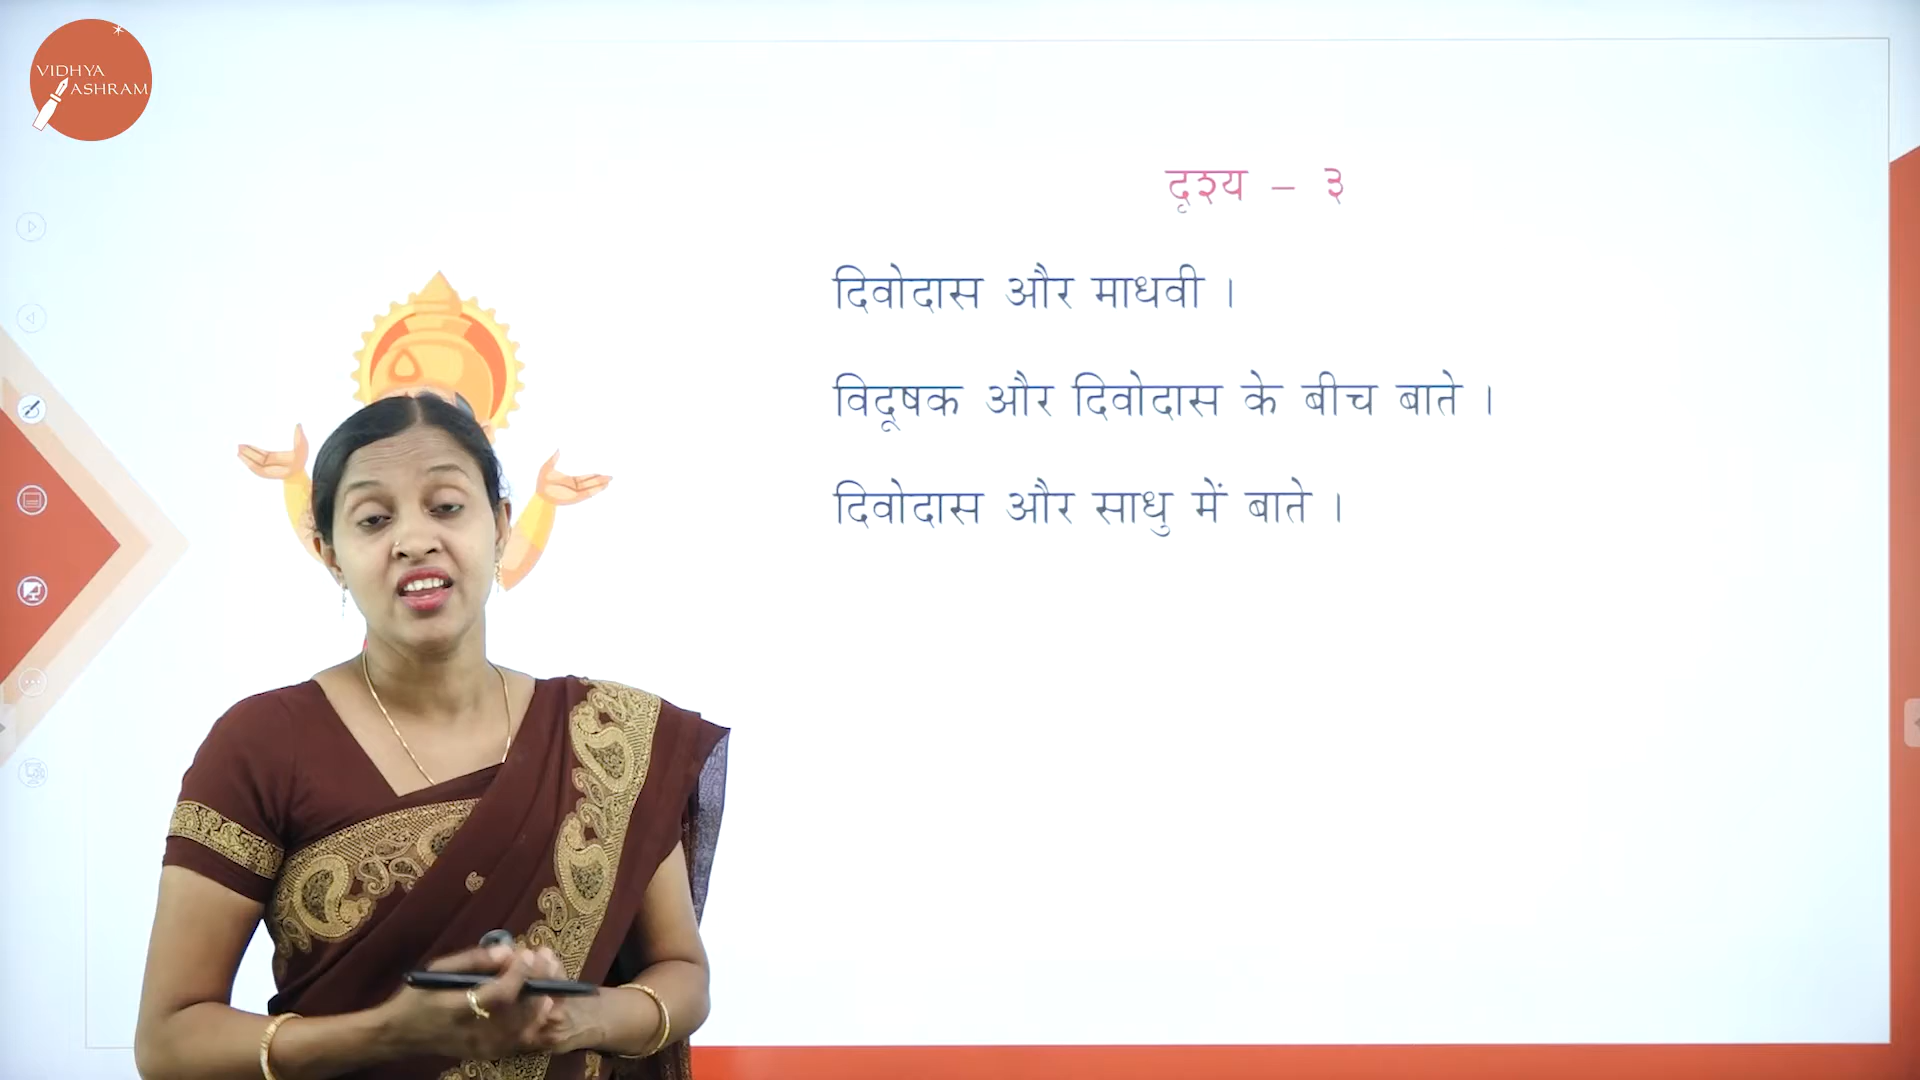 VIDHYA
ASHRAM
दृश्य – ३
दिवोदास और माधवी ।
विदूषक और दिवोदास के बीच बाते ।
दिवोदास और साधु में बाते ।